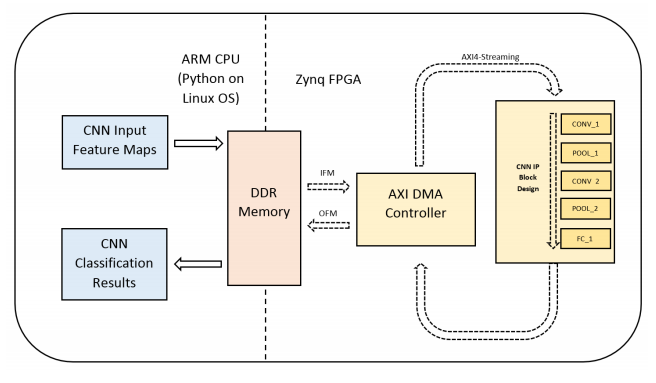 ARM CPU
(Python on
Linux OS)
Zynq FPGA
AXI4-Streaming
CNN Input
Feature Maps
DDR
Memory
IFM
OFM
AXI DMA
Controller
CNN IP
Block
Design
CONV_1
POOL_1
CONV_2
POOL_2
FC_1
CNN
Classification
Results